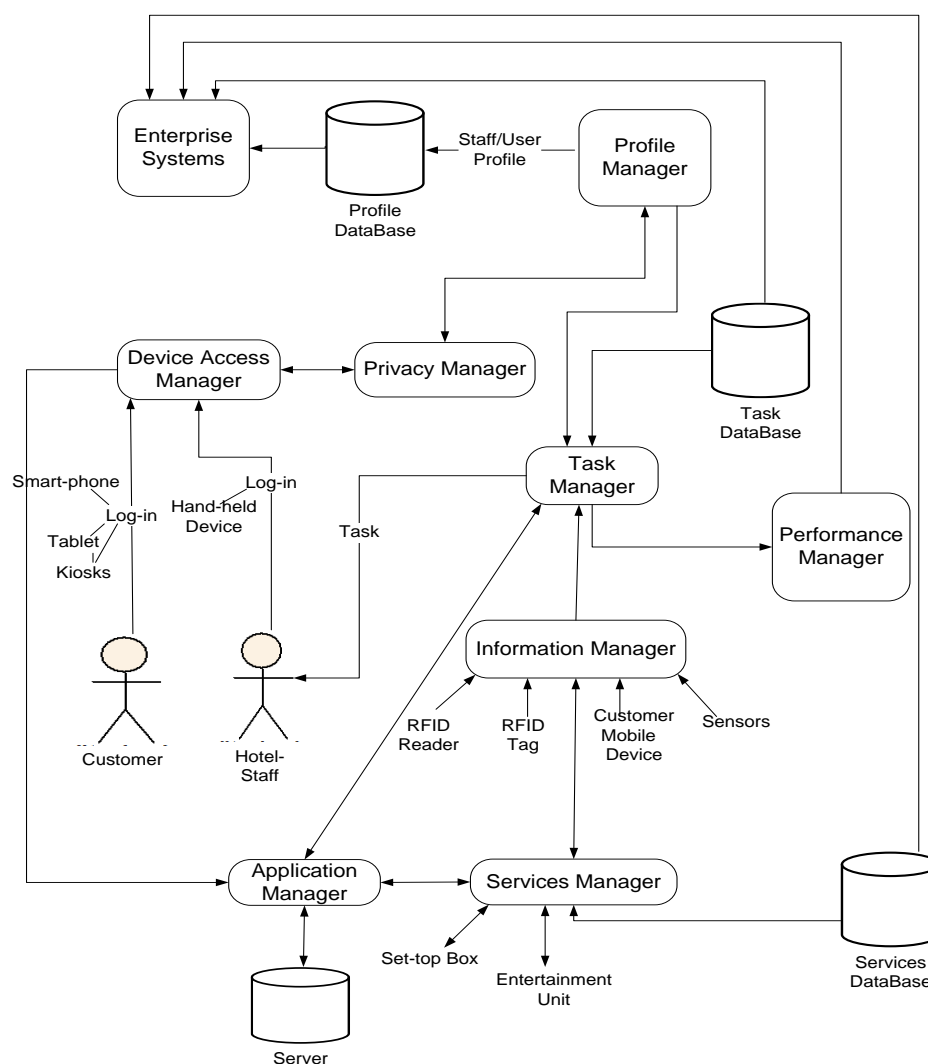 Enterprise
Systems
Profile
DataBase
Staff/User
Profile
Profile
Manager
Device Access
Manager
Privacy Manager
Task
DataBase
Smart-phone
Log-in
Tablet
Kiosks
Log-in
Hand-held
Device
Task
Task
Manager
Performance
Manager
Information Manager
RFID
Reader
RFID
Tag
Customer
Mobile
Device
Sensors
Customer
Hotel-
Staff
Application
Manager
Services Manager
Set-top Box
Entertainment
Unit
Services
DataBase
Server